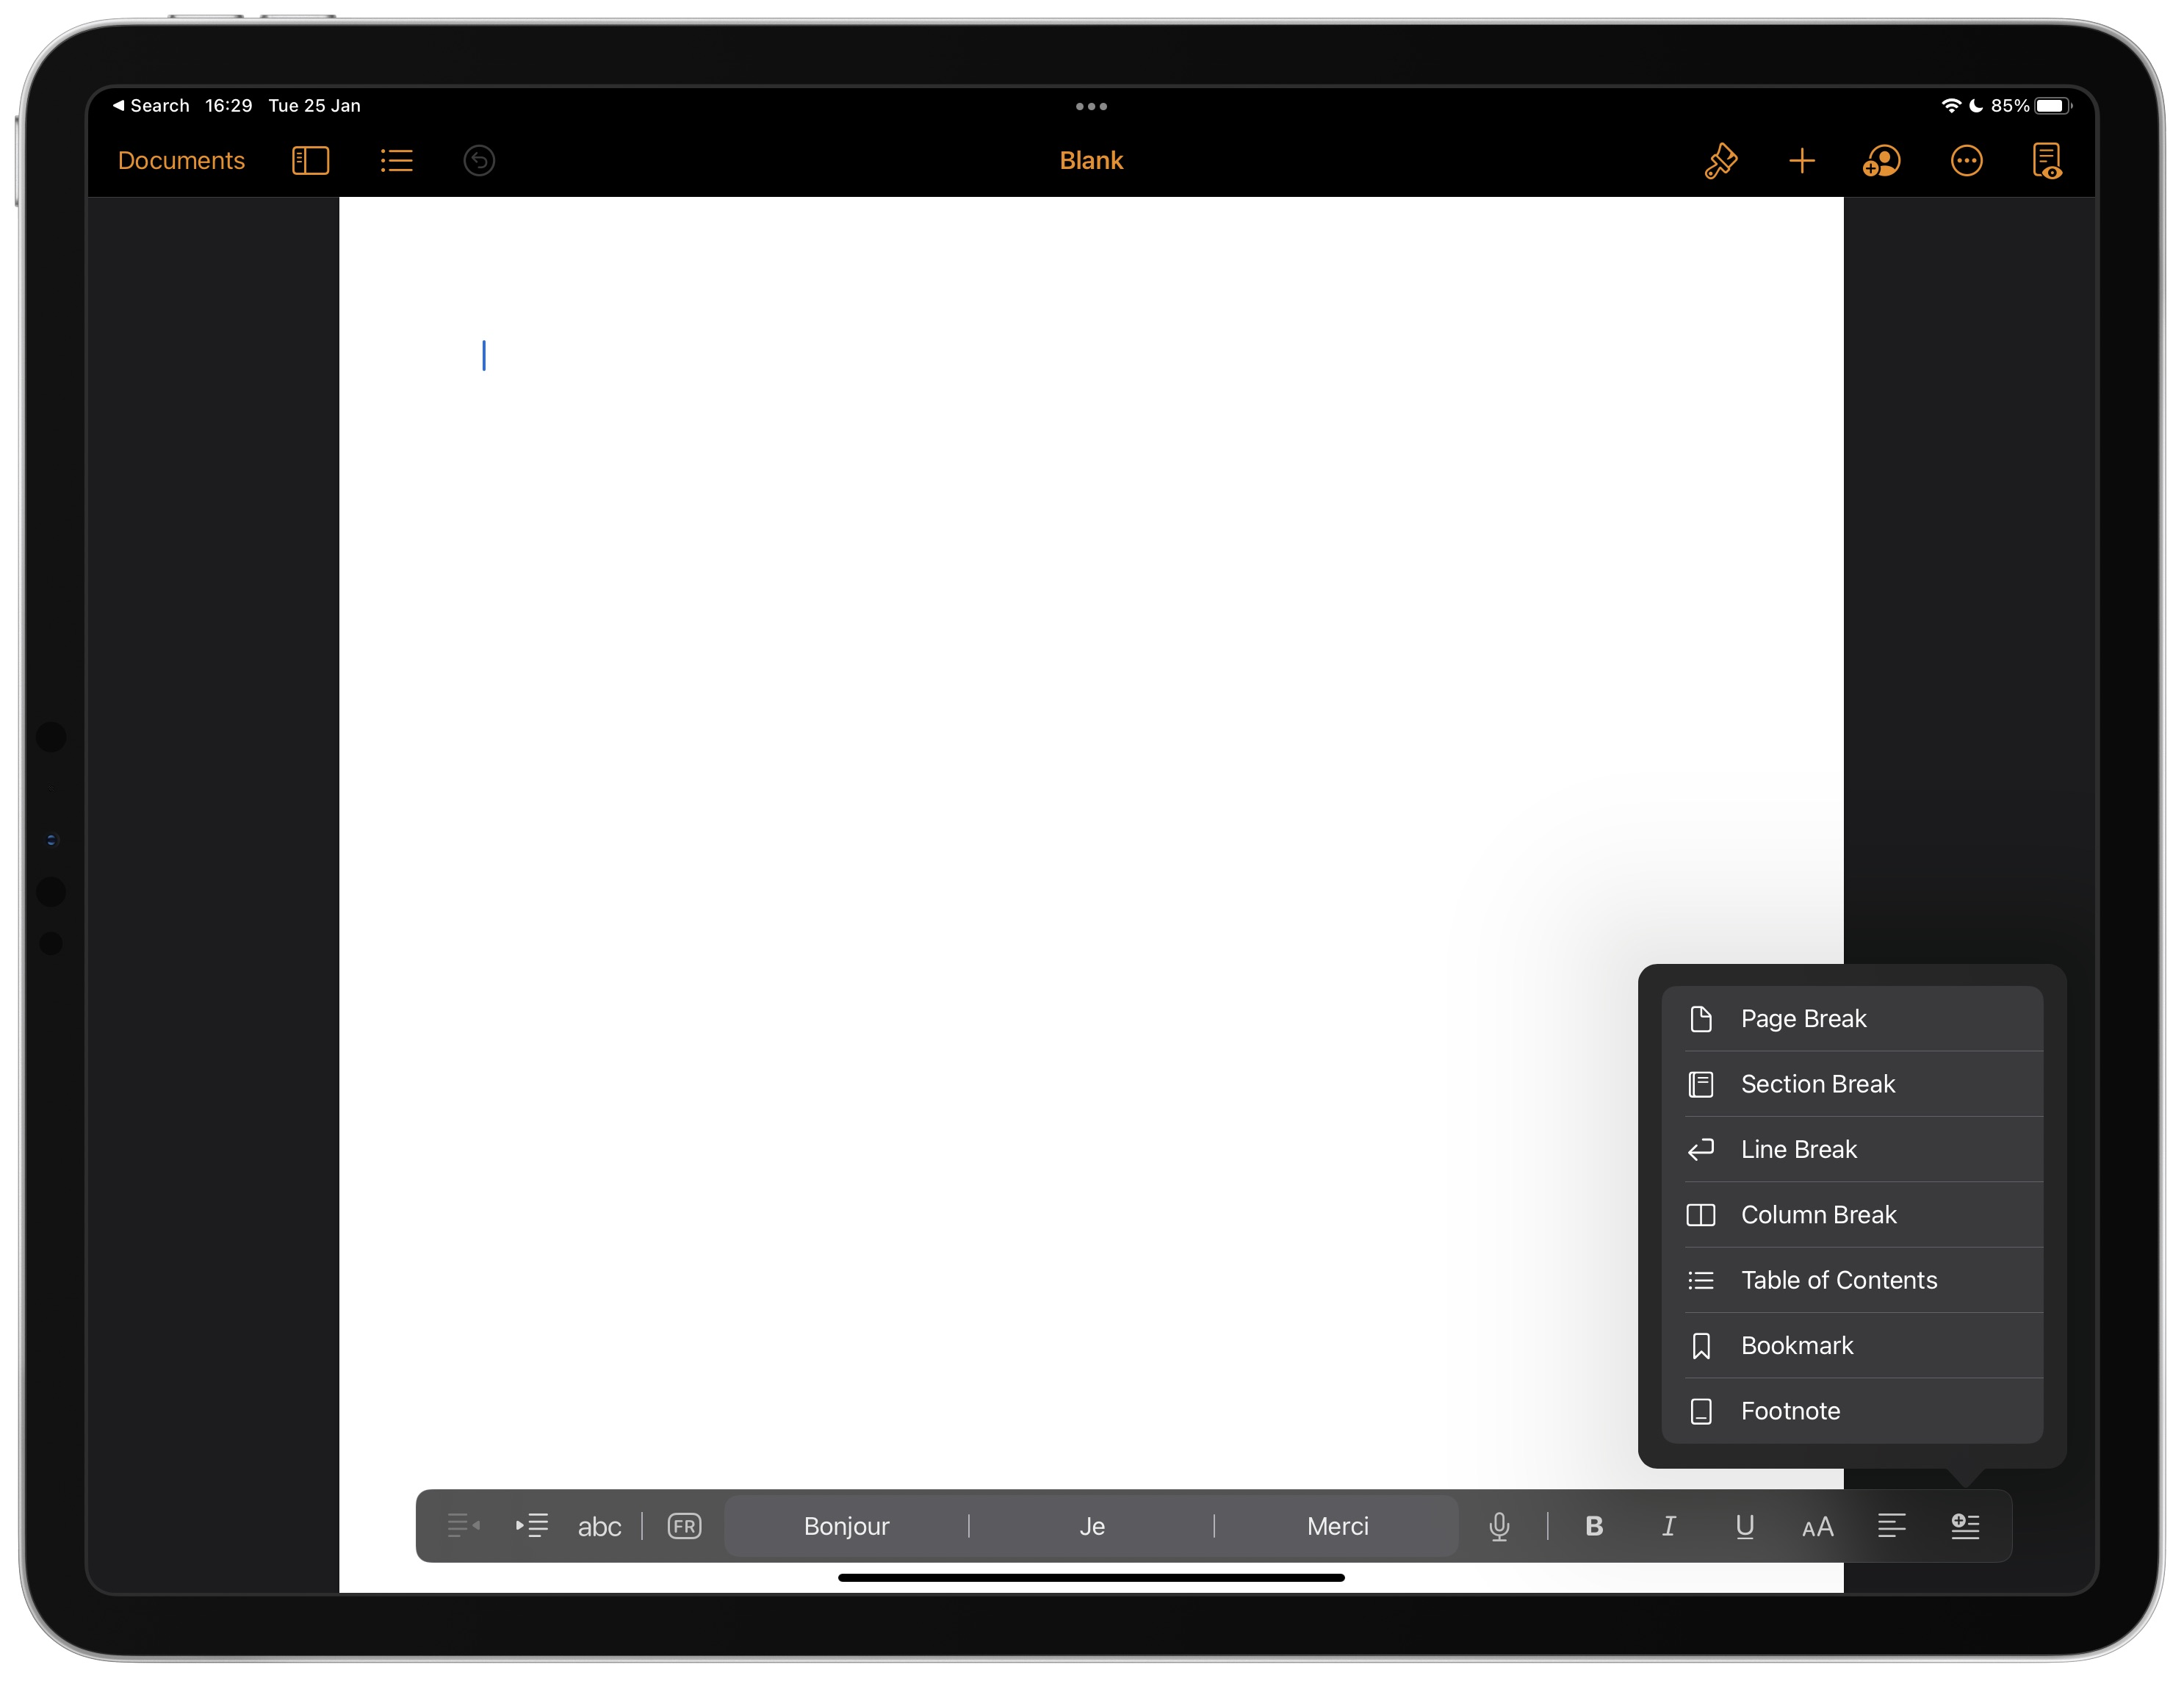 Search 16:29 Tue 25 Jan
85%
Documents
Blank
Page Break
Section Break
Line Break
Column Break
Table of Contents
Bookmark
Footnote
abc FR Bonjour Je Merci B I U AA